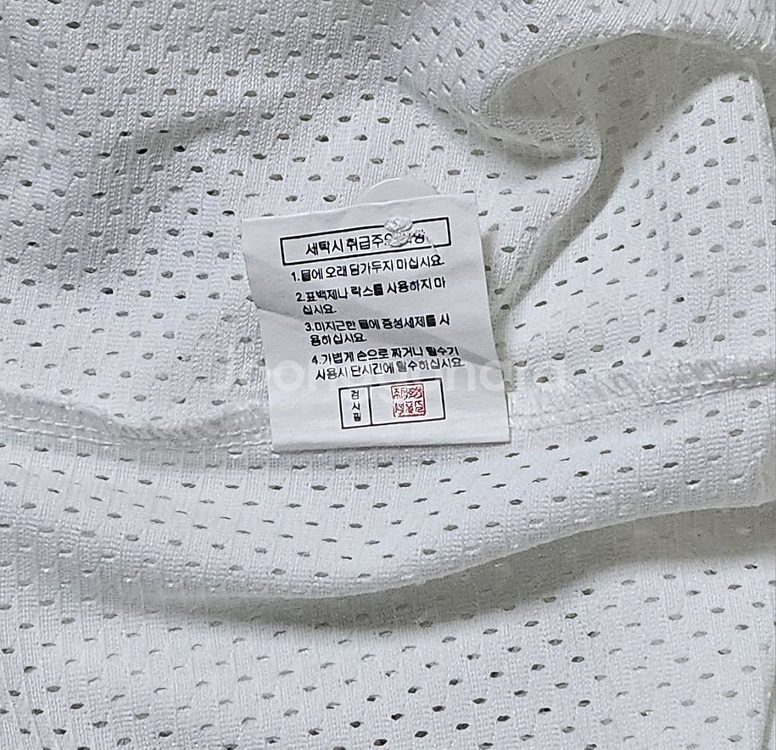 세탁시 취급주의사항
1.물에 오래 담가두지 마십시요.
2.표백제나 락스를 사용하지 마
십시요.
3.미지근한 물에 중성세제를 사
용하십시요.
4.가볍게 손으로 짜거나 탈수기
사용시 단시간에 탈수하십시요.
검
사
필